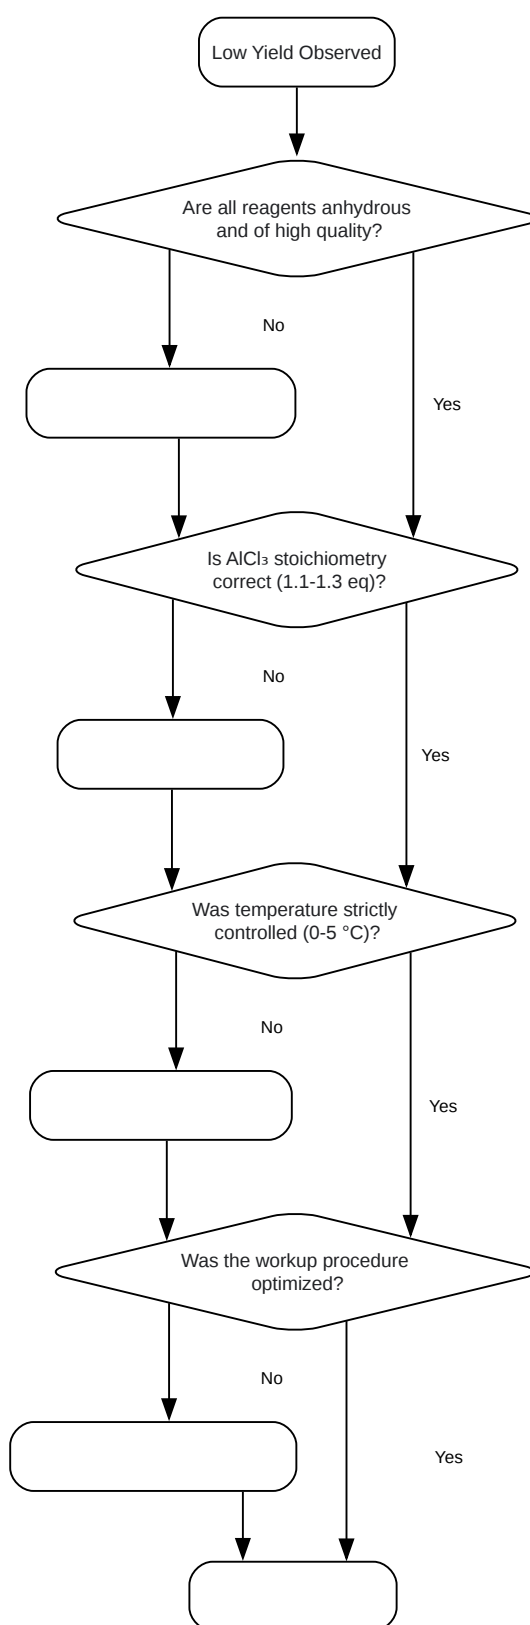 Low Yield Observed
Are all reagents anhydrous
and of high quality?
No
Yes
Is AlCl₃ stoichiometry
correct (1.1-1.3 eq)?
No
Yes
Was temperature strictly
controlled (0-5 °C)?
No
Yes
Was the workup procedure
optimized?
No
Yes